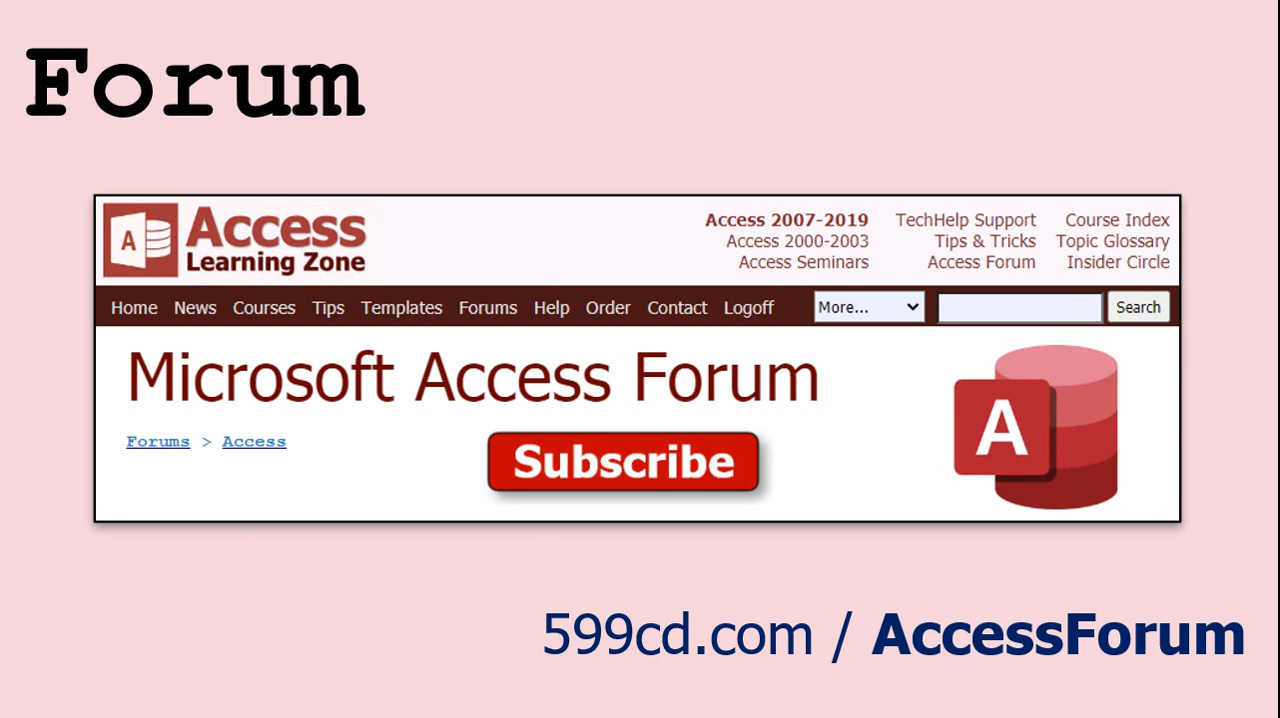 Forum
A Access
Learning Zone
Access 2007-2019 TechHelp Support Course Index
Access 2000-2003 Tips & Tricks Topic Glossary
Access Seminars Access Forum Insider Circle
Home News Courses Tips Templates Forums Help Order Contact Logoff More... Search
Microsoft Access Forum
Forums > Access
Subscribe
A
599cd.com / AccessForum